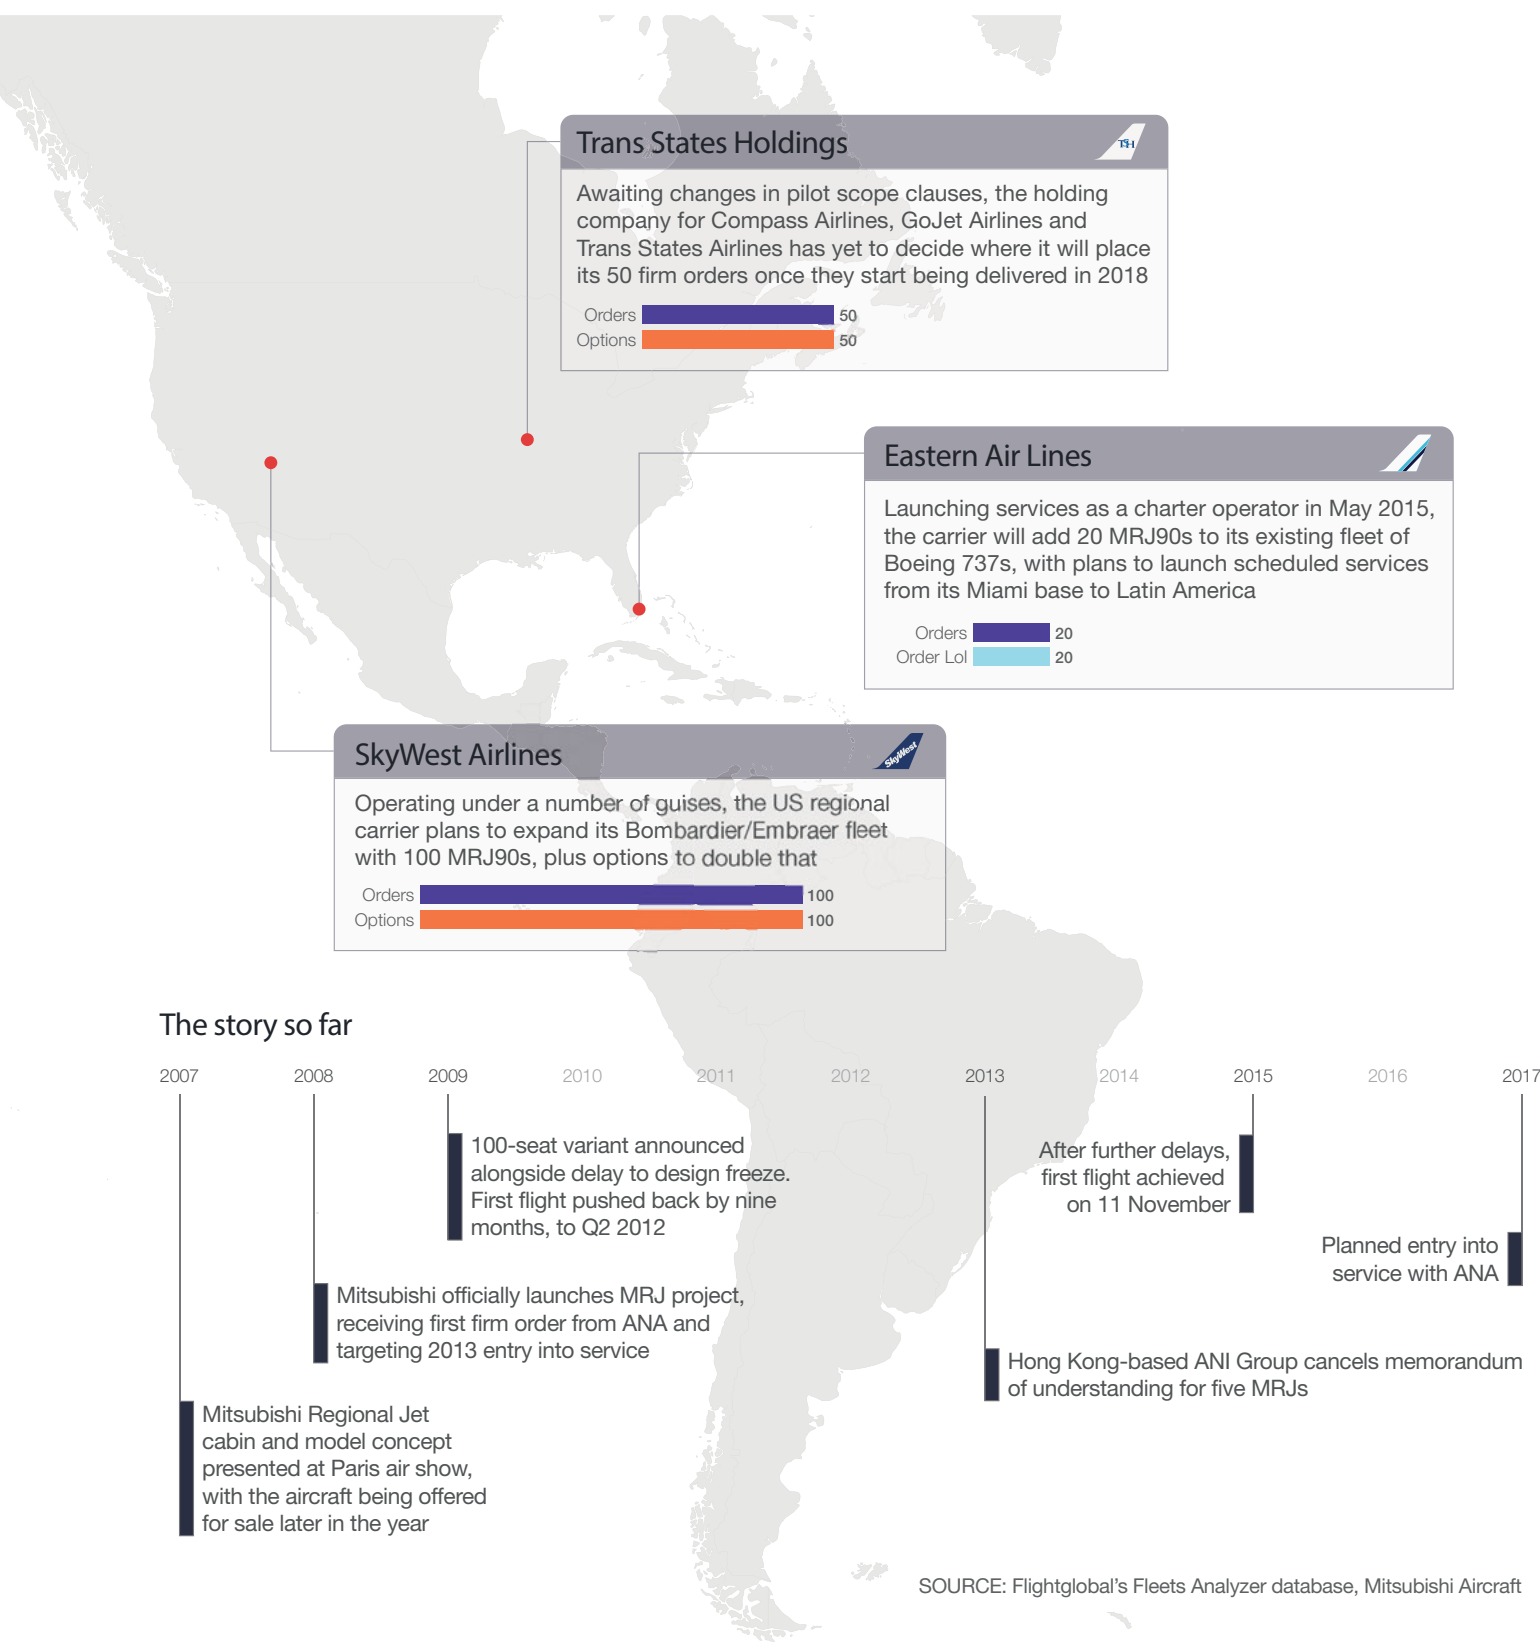 Trans States Holdings
TSH
Awaiting changes in pilot scope clauses, the holding
company for Compass Airlines, GoJet Airlines and
Trans States Airlines has yet to decide where it will place
its 50 firm orders once they start being delivered in 2018
Orders 50
Options 50
Eastern Air Lines
Launching services as a charter operator in May 2015,
the carrier will add 20 MRJ90s to its existing fleet of
Boeing 737s, with plans to launch scheduled services
from its Miami base to Latin America
Orders 20
Order LoI 20
SkyWest Airlines
SkyWest
Operating under a number of guises, the US regional
carrier plans to expand its Bombardier/Embraer fleet
with 100 MRJ90s, plus options to double that
Orders 100
Options 100
The story so far
2007 2008 2009 2010 2011 2012 2013 2014 2015 2016 2017
100-seat variant announced
alongside delay to design freeze.
First flight pushed back by nine
months, to Q2 2012
After further delays,
first flight achieved
on 11 November
Planned entry into
service with ANA
Mitsubishi officially launches MRJ project,
receiving first firm order from ANA and
targeting 2013 entry into service
Hong Kong-based ANI Group cancels memorandum
of understanding for five MRJs
Mitsubishi Regional Jet
cabin and model concept
presented at Paris air show,
with the aircraft being offered
for sale later in the year
SOURCE: Flightglobal's Fleets Analyzer database, Mitsubishi Aircraft